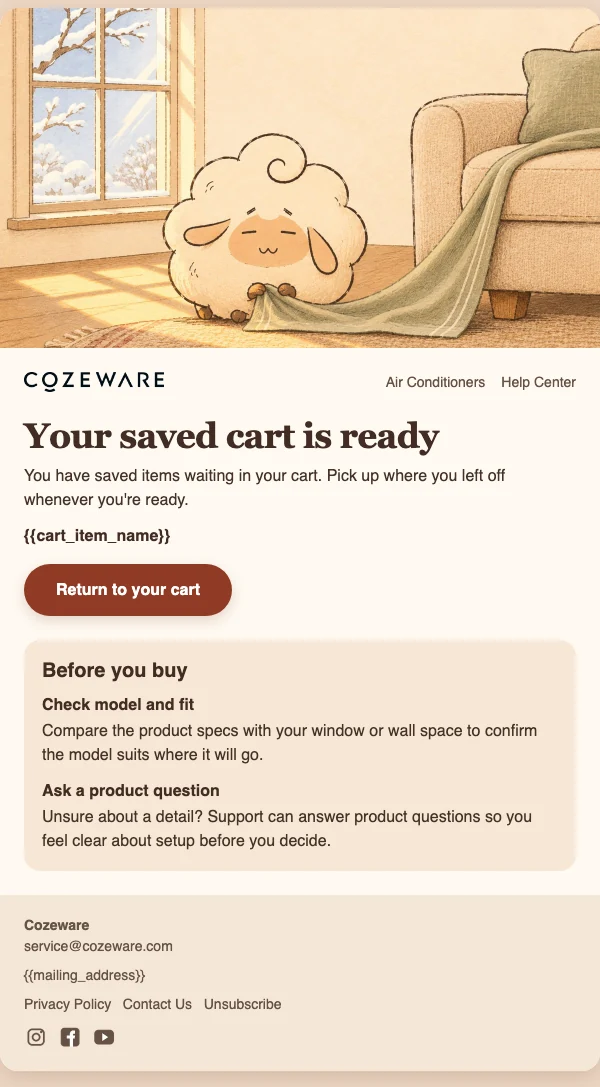 COZEWARE
Air Conditioners Help Center
Your saved cart is ready
You have saved items waiting in your cart. Pick up where you left off
whenever you're ready.
{{cart_item_name}}
Return to your cart
Before you buy
Check model and fit
Compare the product specs with your window or wall space to confirm
the model suits where it will go.
Ask a product question
Unsure about a detail? Support can answer product questions so you
feel clear about setup before you decide.
Cozeware
service@cozeware.com
{{mailing_address}}
Privacy Policy Contact Us Unsubscribe